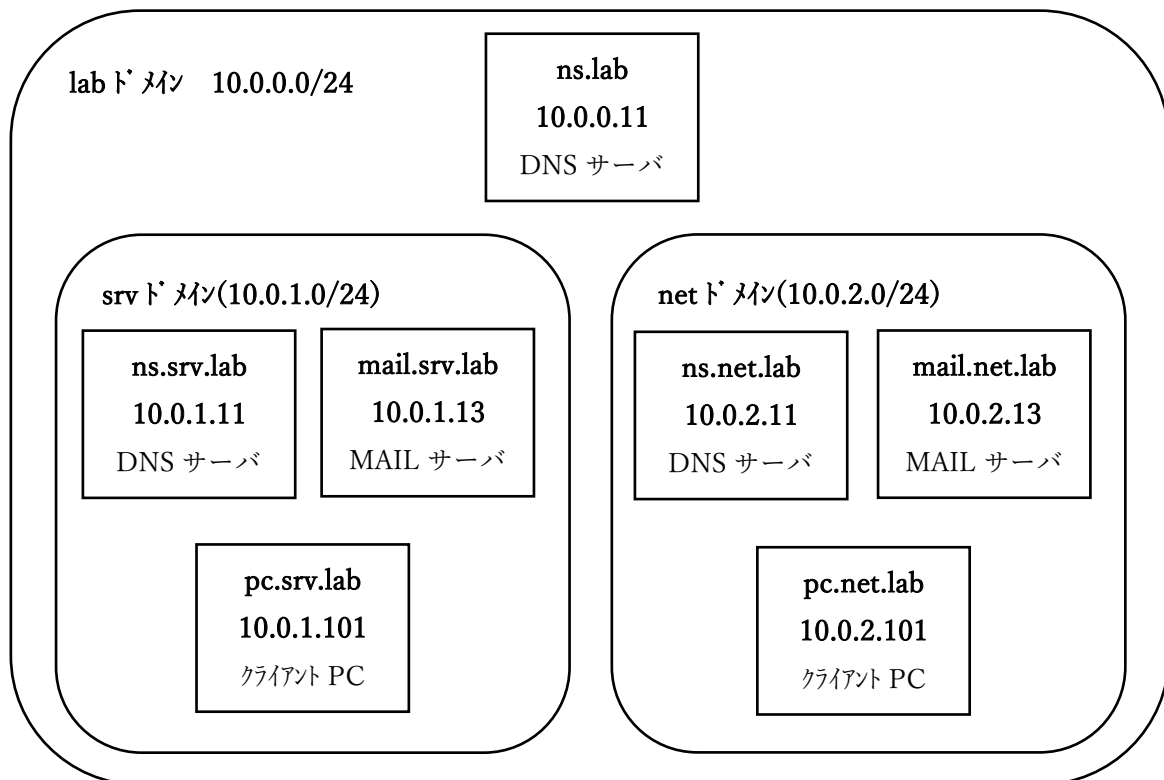 labドメイン 10.0.0.0/24
ns.lab
10.0.0.11
DNS サーバ
srvドメイン(10.0.1.0/24)
ns.srv.lab
10.0.1.11
DNS サーバ
mail.srv.lab
10.0.1.13
MAIL サーバ
pc.srv.lab
10.0.1.101
クライアント PC
netドメイン(10.0.2.0/24)
ns.net.lab
10.0.2.11
DNS サーバ
mail.net.lab
10.0.2.13
MAIL サーバ
pc.net.lab
10.0.2.101
クライアント PC